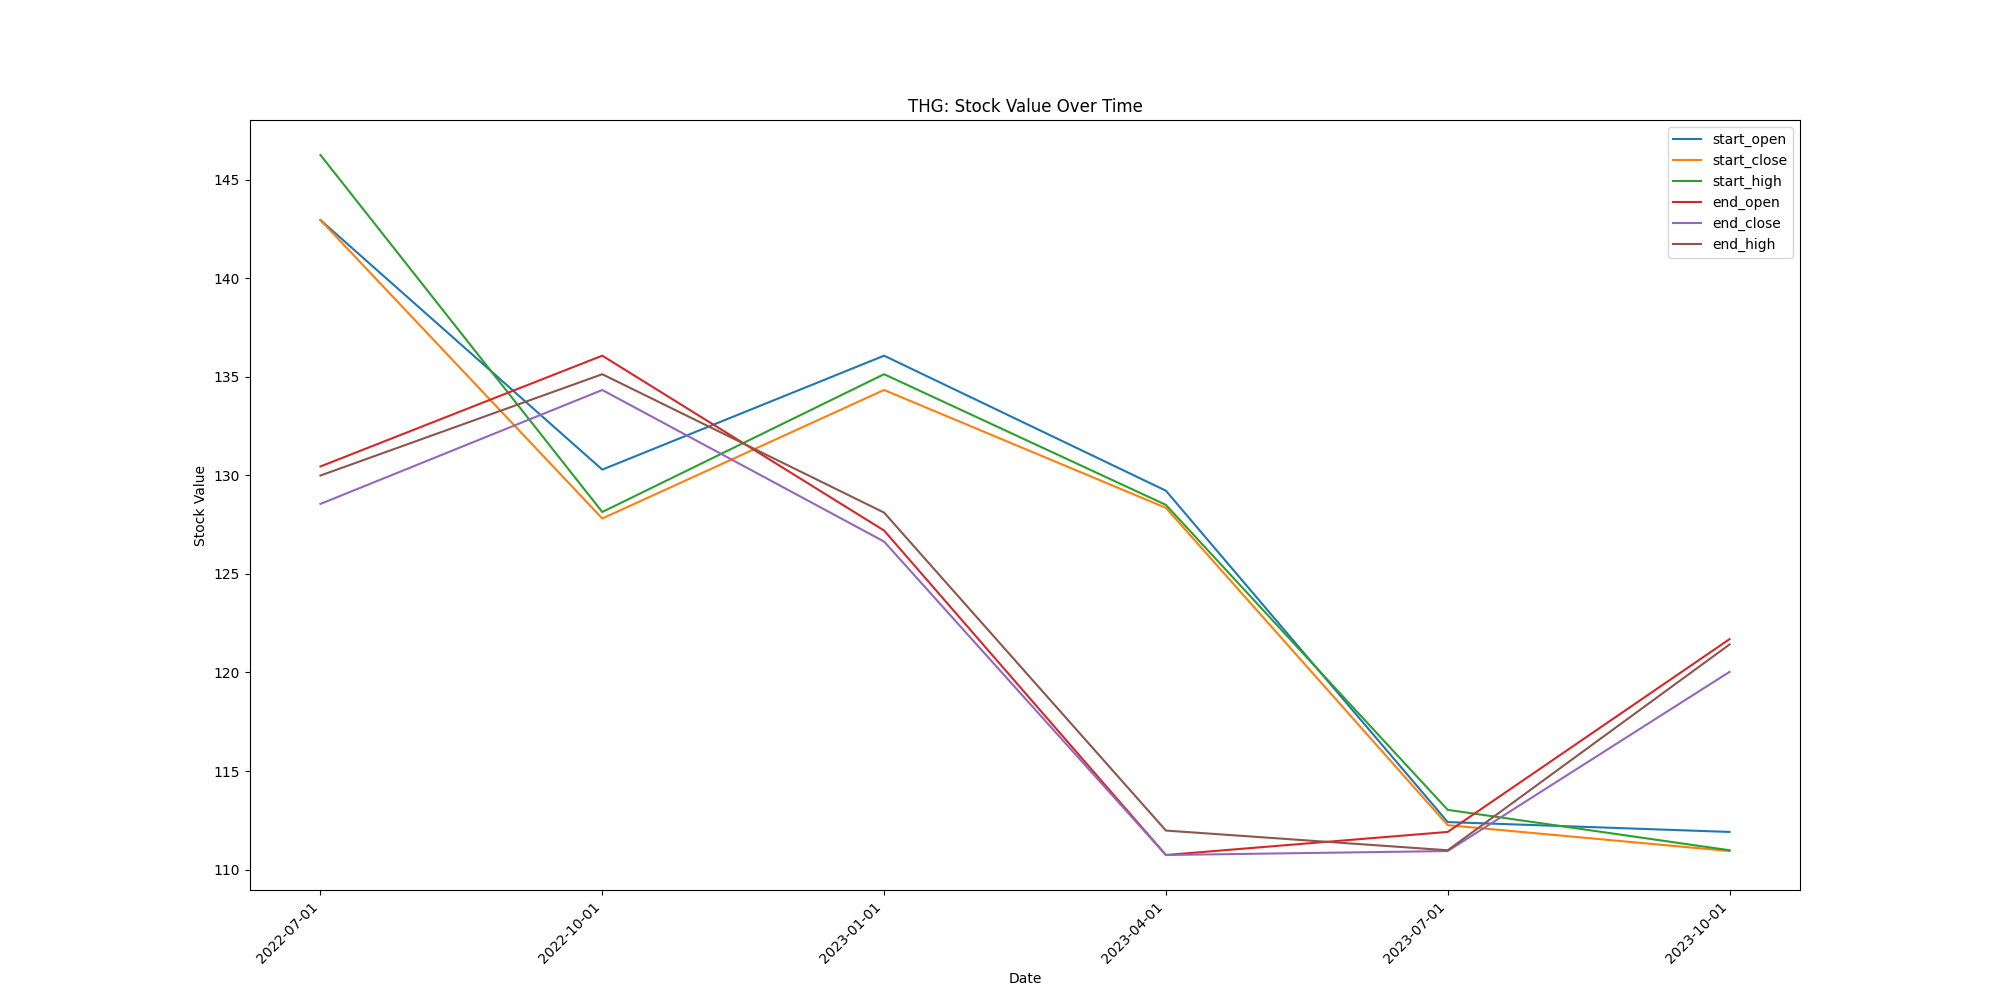 THG: Stock Value Over Time
start_open
start_close
start_high
end_open
end_close
end_high
Stock Value
145
140
135
130
125
120
115
110
2022-07-01
2022-10-01
2023-01-01
2023-04-01
2023-07-01
2023-10-01
Date